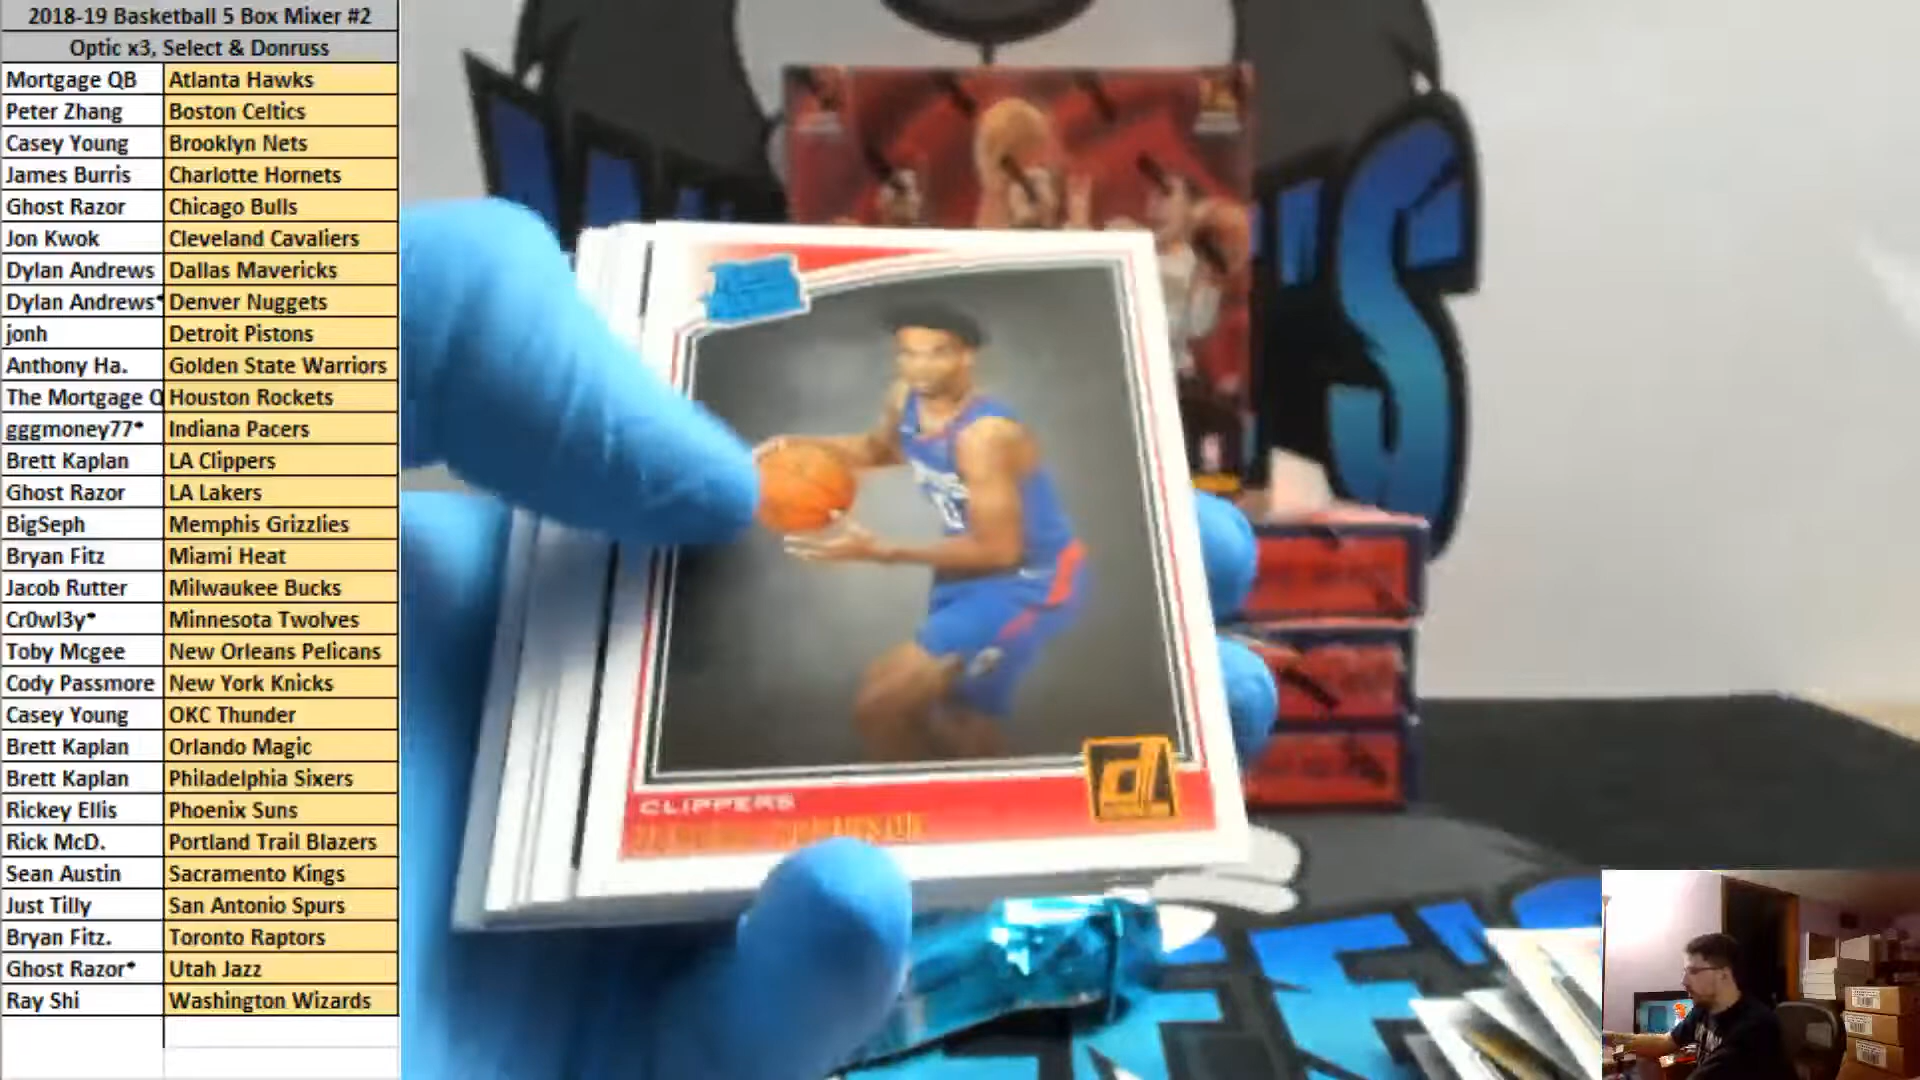 2018-19 Basketball 5 Box Mixer #2
Optic x3, Select & Donruss
Mortgage QB Atlanta Hawks
Peter Zhang Boston Celtics
Casey Young Brooklyn Nets
James Burris Charlotte Hornets
Ghost Razor Chicago Bulls
Jon Kwok Cleveland Cavaliers
Dylan Andrews Dallas Mavericks
Dylan Andrews* Denver Nuggets
jonh Detroit Pistons
Anthony Ha. Golden State Warriors
The Mortgage Q Houston Rockets
gggmoney77* Indiana Pacers
Brett Kaplan LA Clippers
Ghost Razor LA Lakers
BigSeph Memphis Grizzlies
Bryan Fitz Miami Heat
Jacob Rutter Milwaukee Bucks
Cr0wl3y* Minnesota Twolves
Toby Mcgee New Orleans Pelicans
Cody Passmore New York Knicks
Casey Young OKC Thunder
Brett Kaplan Orlando Magic
Brett Kaplan Philadelphia Sixers
Rickey Ellis Phoenix Suns
Rick McD. Portland Trail Blazers
Sean Austin Sacramento Kings
Just Tilly San Antonio Spurs
Bryan Fitz. Toronto Raptors
Ghost Razor* Utah Jazz
Ray Shi Washington Wizards
CLIPPERS